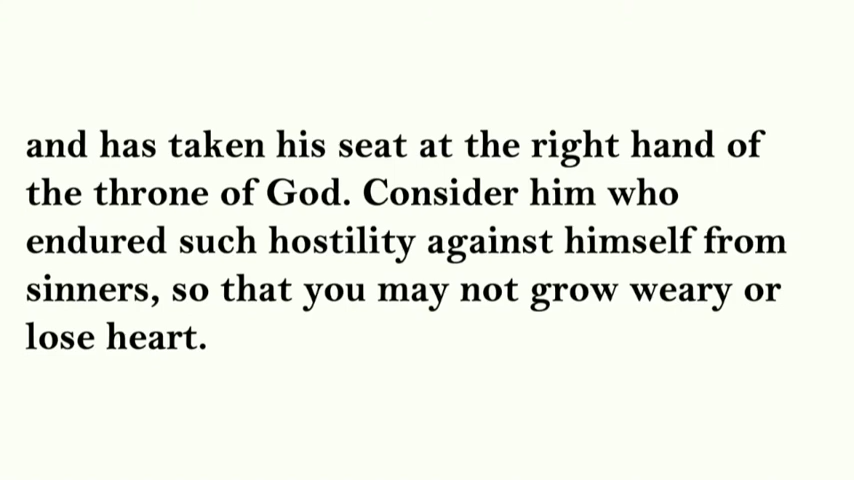 and has taken his seat at the right hand of
the throne of God. Consider him who
endured such hostility against himself from
sinners, so that you may not grow weary or
lose heart.